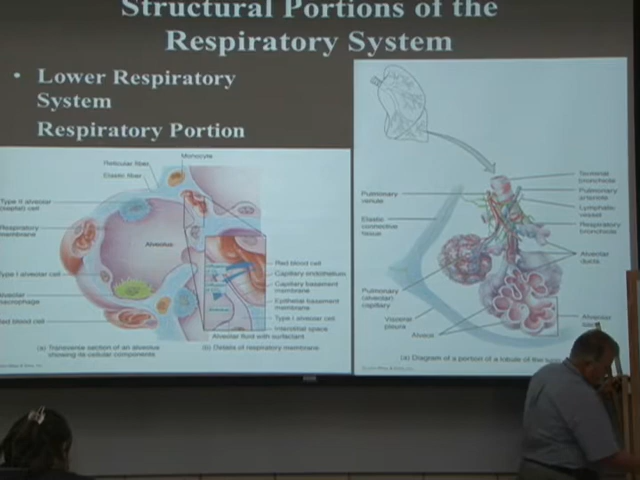 Structural Portions of the
Respiratory System
• Lower Respiratory
System
Respiratory Portion
Monocyte
Reticular fiber
Elastic fiber
Type II alveolar
(septal) cell
Respiratory
membrane
Alveolus
Type I alveolar cell
Alveolar
macrophage
Red blood cell
Red blood cell
Capillary endothelium
Capillary basement
membrane
Epithelial basement
membrane
Type I alveolar cell
Interstitial space
Alveolar fluid with surfactant
(a) Transverse section of an alveolus
showing its cellular components
(b) Details of respiratory membrane
Terminal
bronchiole
Pulmonary
venule
Pulmonary
arteriole
Lymphatic
vessel
Elastic
connective
tissue
Respiratory
bronchiole
Alveolar
ducts
Pulmonary
(alveolar)
capillary
Visceral
pleura
Alveolar
Alveoli
(a) Diagram of a portion of a lobule of the